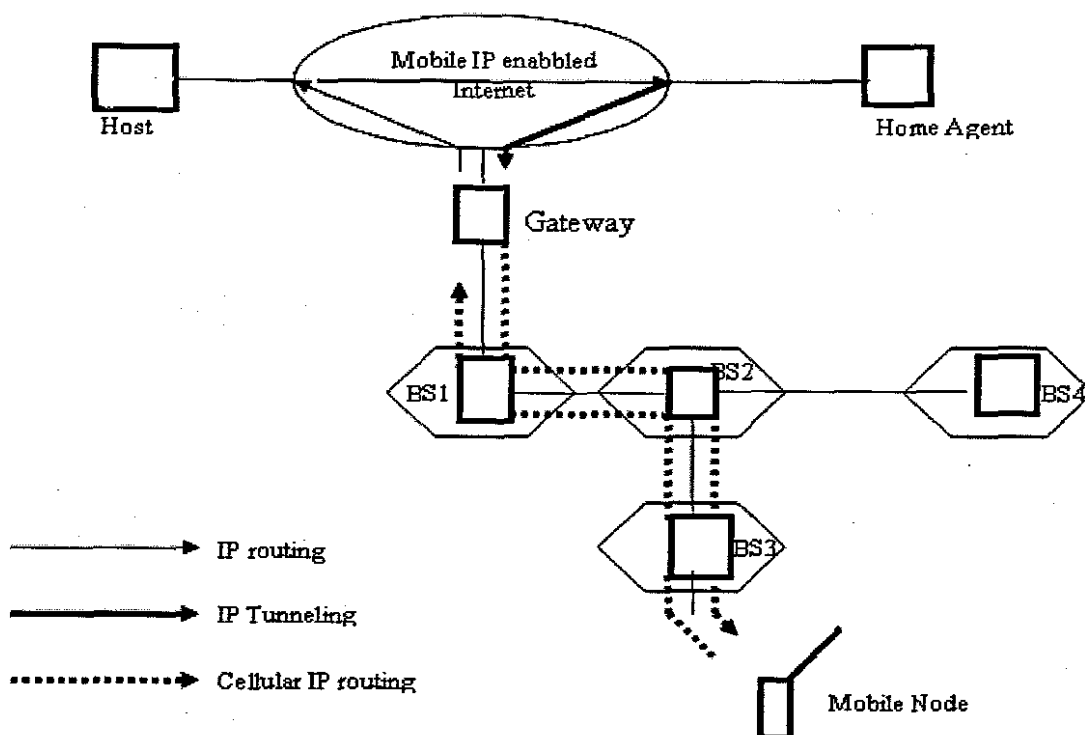 Mobile IP enabbled
Internet
Host
Home Agent
Gateway
BS1
BS2
BS4
BS3
IP routing
IP Tunneling
Cellular IP routing
Mobile Node